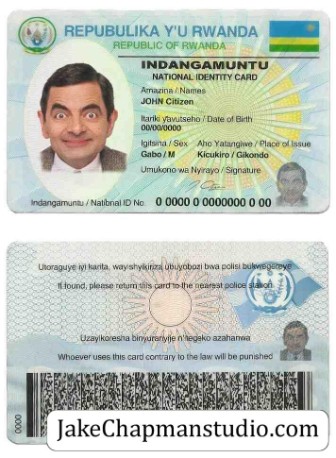 REPUBULIKA Y'U RWANDA
REPUBLIC OF RWANDA
INDANGAMUNTU
NATIONAL IDENTITY CARD
Amazina / Names
JOHN Citizen
Itariki yavutseho / Date of Birth
00/00/0000
Igitsina / Sex Aho Yatangiwe / Place of Issue
Gabo / M Kicukiro / Gikondo
Umukono wa Nyirayo / Signature
Indangamuntu / National ID No. 0 0000 0 0000000 0 00
Utoraguye iyi karita, wayishyikiriza ubuyobozi bwa polisi bukwegereye
If found, please return this card to the nearest police station
Uzayikoresha binyuranyije n'itegeko azahanwa
Whoever uses this card contrary to the law will be punished
0000
JakeChapmanstudio.com